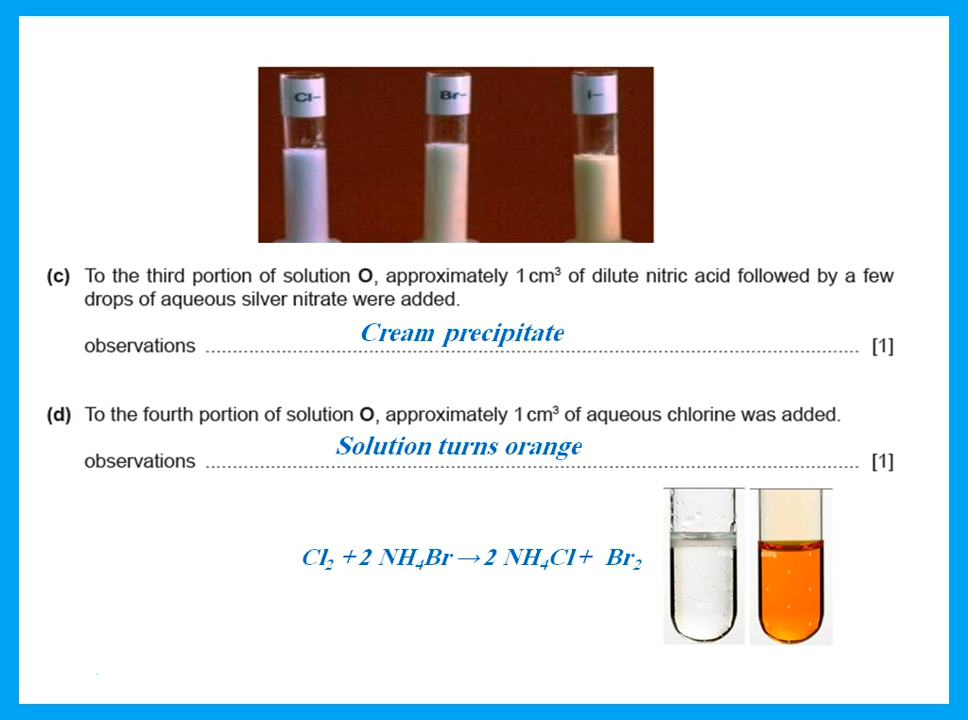 Cl– Br– I–
(c) To the third portion of solution O, approximately 1 cm³ of dilute nitric acid followed by a few
drops of aqueous silver nitrate were added.
Cream precipitate
observations ........................................................................................................................ [1]
(d) To the fourth portion of solution O, approximately 1 cm³ of aqueous chlorine was added.
Solution turns orange
observations ........................................................................................................................ [1]
Cl₂ + 2 NH₄Br → 2 NH₄Cl + Br₂